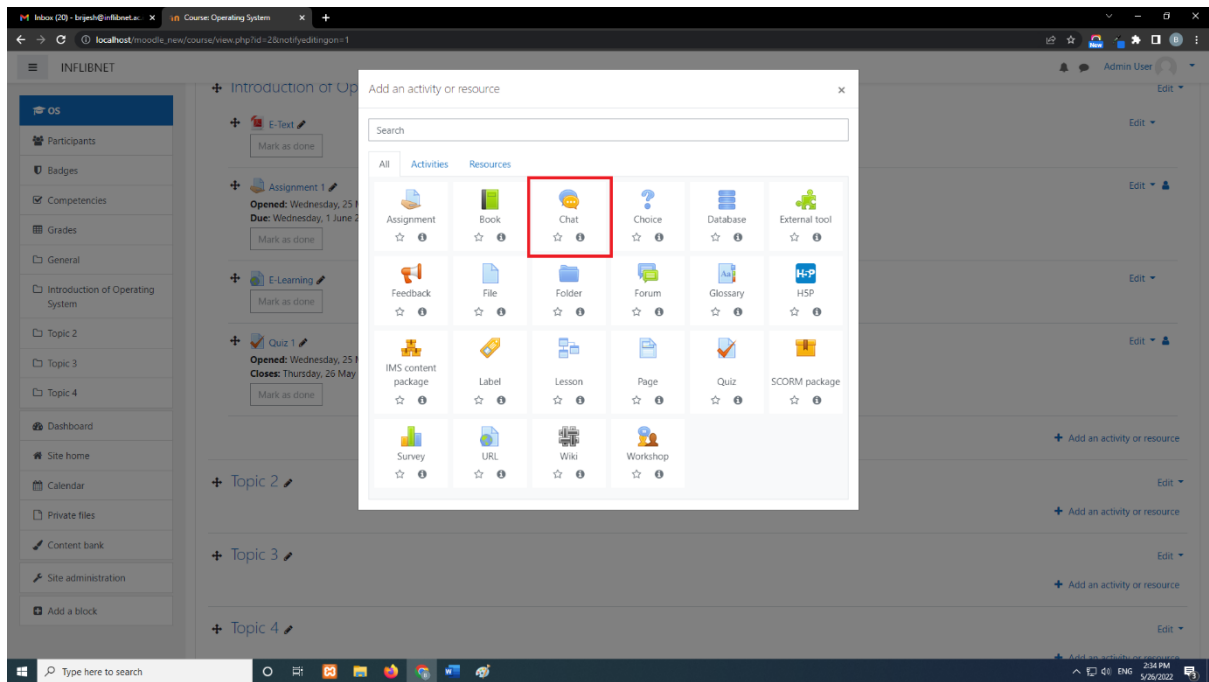 Inbox (20) - brijesh@inflibnet.ac.
Course: Operating System
localhost/moodle_new/course/view.php?id=2&notifyeditingon=1
New
B
INFLIBNET
Admin User
OS
Participants
Badges
Competencies
Grades
General
Introduction of Operating
System
Topic 2
Topic 3
Topic 4
Dashboard
Site home
Calendar
Private files
Content bank
Site administration
Add a block
Introduction of Op
Edit
E-Text
Edit
Mark as done
Assignment 1
Edit
Opened: Wednesday, 25
Due: Wednesday, 1 June 2
Mark as done
E-Learning
Edit
Mark as done
Quiz 1
Edit
Opened: Wednesday, 25
Closes: Thursday, 26 May
Mark as done
Add an activity or resource
Topic 2
Edit
Add an activity or resource
Topic 3
Edit
Add an activity or resource
Topic 4
Edit
Add an activity or resource
Add an activity or resource
Search
All Activities Resources
Assignment Book Chat Choice Database External tool
Feedback File Folder Forum Glossary H5P
IMS content
package Label Lesson Page Quiz SCORM package
Survey URL Wiki Workshop
Type here to search
ENG
2:34 PM
5/26/2022